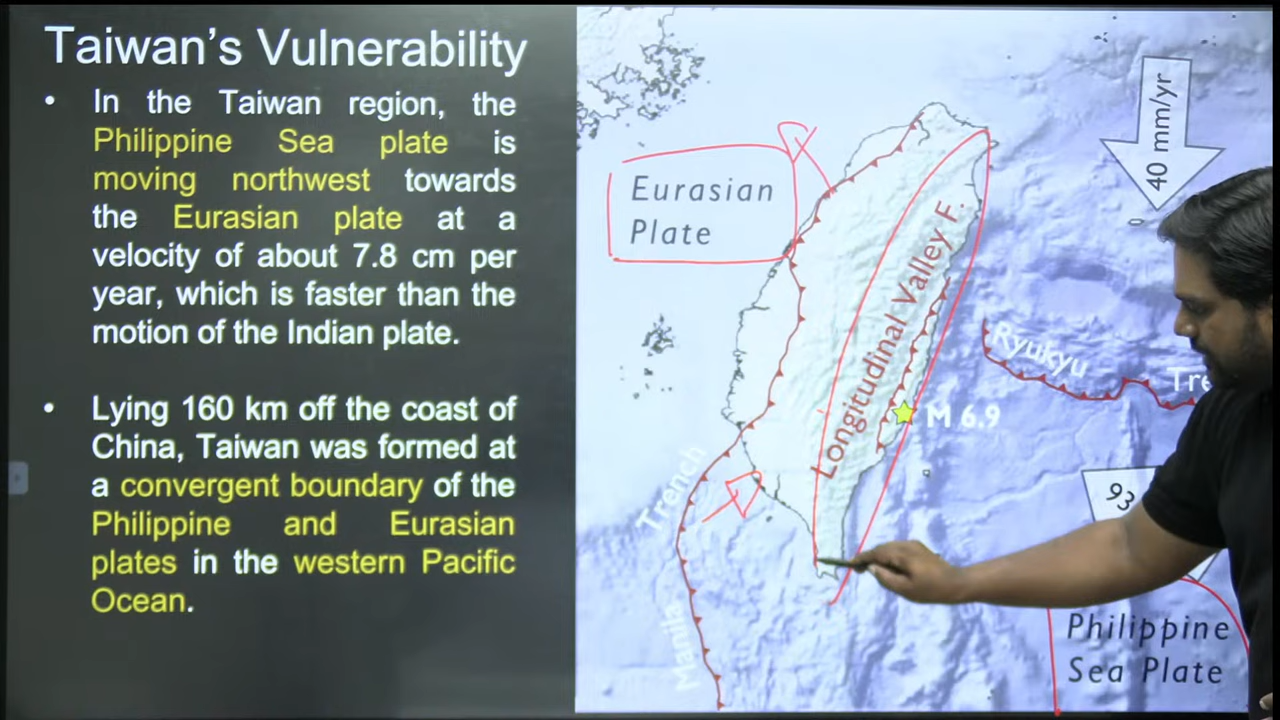 Taiwan's Vulnerability
• In the Taiwan region, the
Philippine Sea plate is
moving northwest towards
the Eurasian plate at a
velocity of about 7.8 cm per
year, which is faster than the
motion of the Indian plate.
• Lying 160 km off the coast of
China, Taiwan was formed at
a convergent boundary of the
Philippine and Eurasian
plates in the western Pacific
Ocean.
40 mm/yr
Eurasian
Plate
Longitudinal Valley F.
Ryukyu
Tre
M 6.9
Manila Trench
93
Philippine
Sea Plate